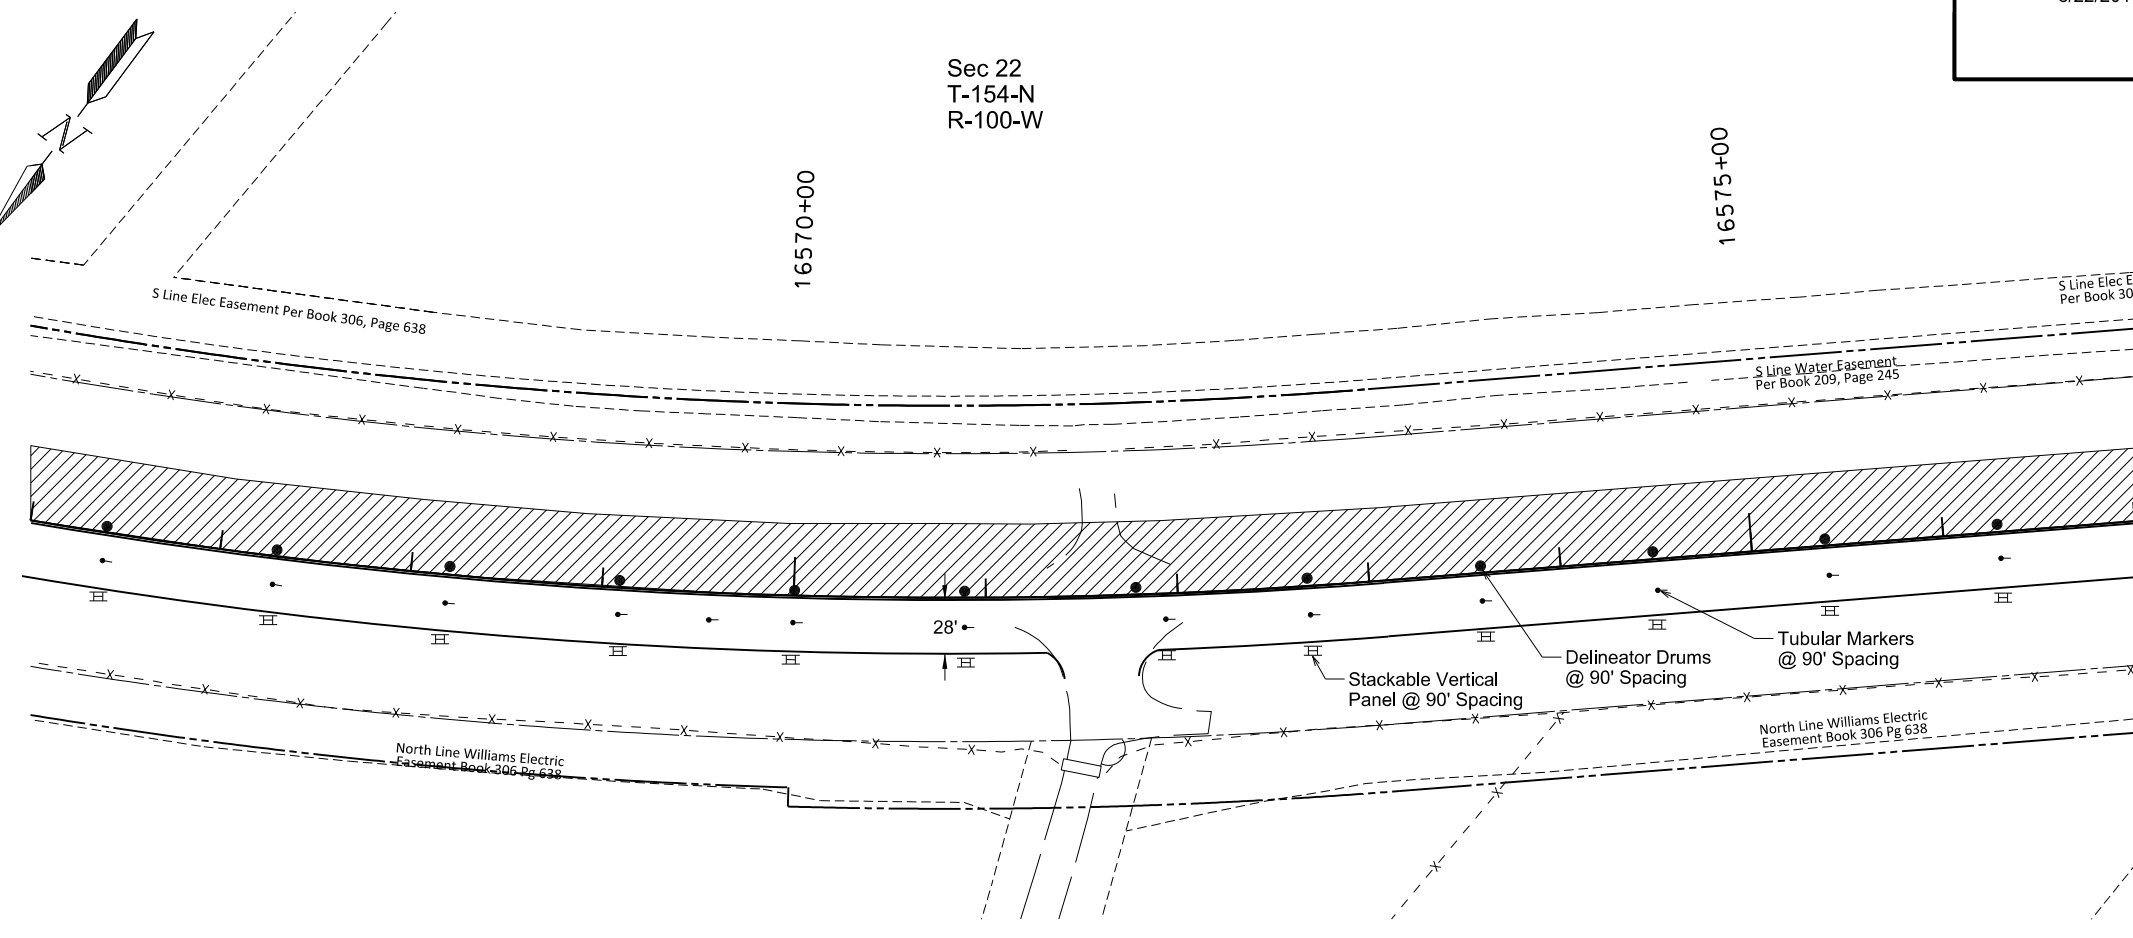 Sec 22
T-154-N
R-100-W
N
16570+00
16575+00
S Line Elec Easement Per Book 306, Page 638
S Line Elec
Per Book
S Line Water Easement
Per Book 209, Page 245
28'
Tubular Markers
@ 90' Spacing
Delineator Drums
@ 90' Spacing
Stackable Vertical
Panel @ 90' Spacing
North Line Williams Electric
Easement Book 306 Pg 638
North Line Williams Electric
Easement Book 306 Pg 638